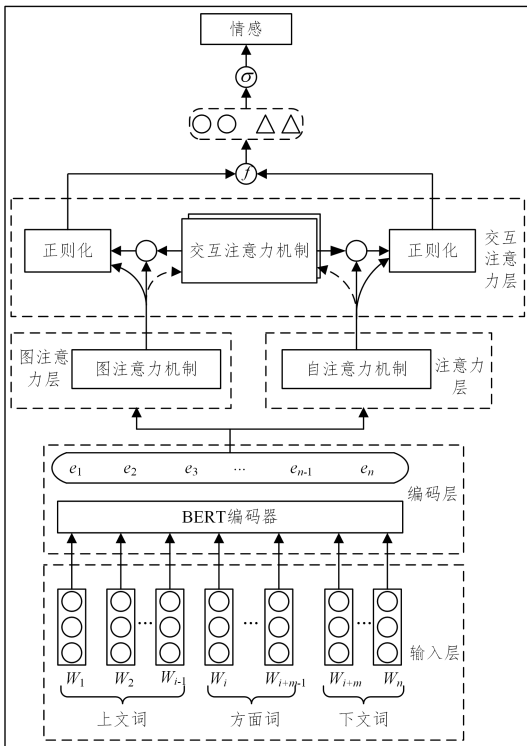 情感
σ
f
正则化 交互注意力机制 正则化 交互注意力层
图注意力层 图注意力机制 自注意力机制 注意力层
e1 e2 e3 … en-1 en
编码层
BERT编码器
… … …
输入层
W1 W2 Wi-1 Wi Wi+m-1 Wi+m Wn
上文词 方面词 下文词